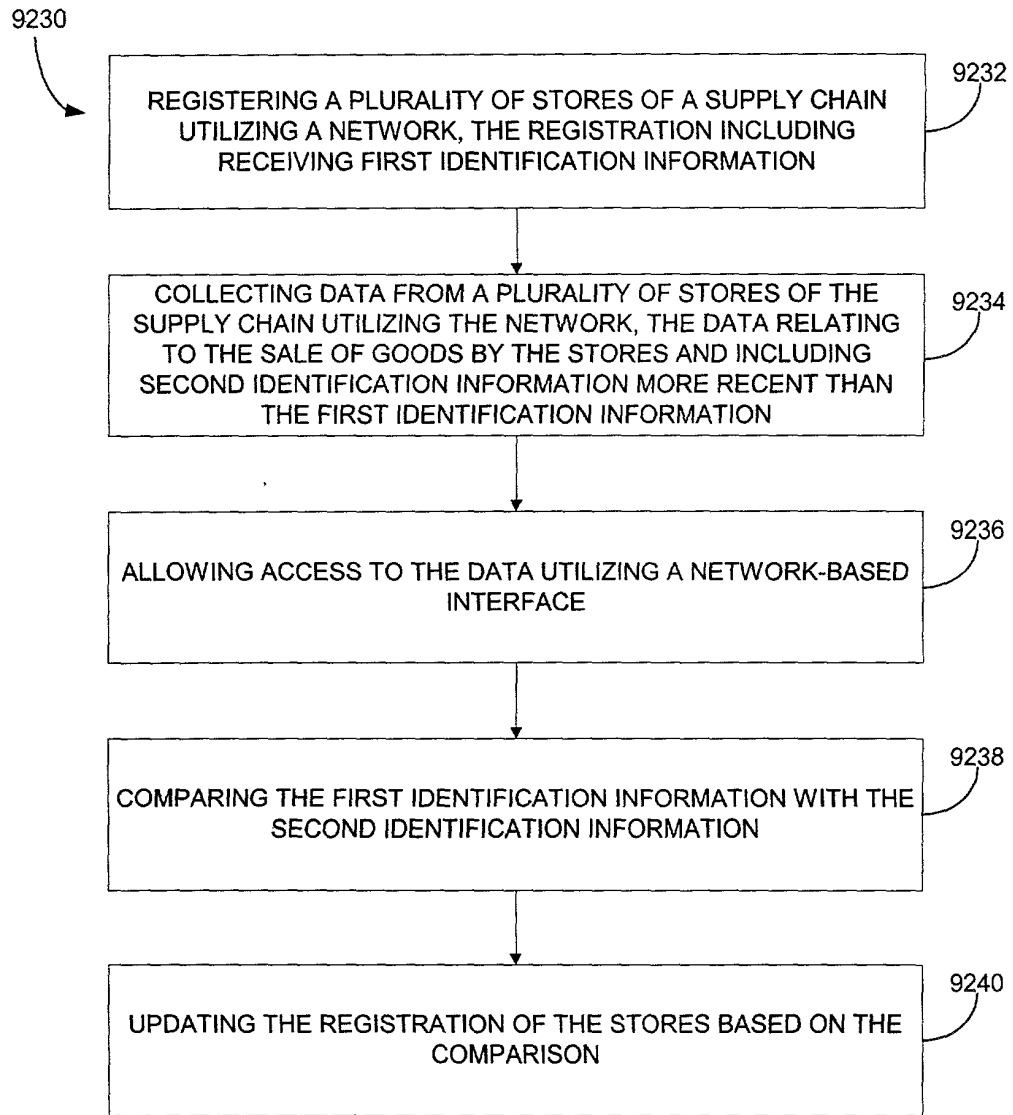 9230
9232
REGISTERING A PLURALITY OF STORES OF A SUPPLY CHAIN
UTILIZING A NETWORK, THE REGISTRATION INCLUDING
RECEIVING FIRST IDENTIFICATION INFORMATION
9234
COLLECTING DATA FROM A PLURALITY OF STORES OF THE
SUPPLY CHAIN UTILIZING THE NETWORK, THE DATA RELATING
TO THE SALE OF GOODS BY THE STORES AND INCLUDING
SECOND IDENTIFICATION INFORMATION MORE RECENT THAN
THE FIRST IDENTIFICATION INFORMATION
9236
ALLOWING ACCESS TO THE DATA UTILIZING A NETWORK-BASED
INTERFACE
9238
COMPARING THE FIRST IDENTIFICATION INFORMATION WITH THE
SECOND IDENTIFICATION INFORMATION
9240
UPDATING THE REGISTRATION OF THE STORES BASED ON THE
COMPARISON